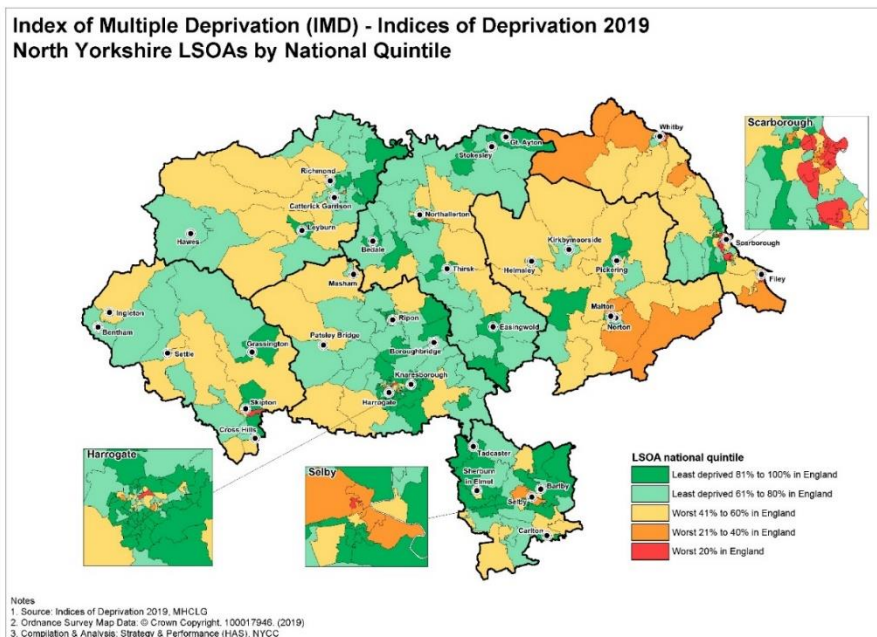 Index of Multiple Deprivation (IMD) - Indices of Deprivation 2019
North Yorkshire LSOAs by National Quintile
Scarborough
Whitby
Gt. Ayton
Stokesley
Richmond
Catterick Garrison
Northallerton
Leyburn
Hawes
Bedale
Kirkbymoorside
Scarborough
Helmsley
Pickering
Thirsk
Masham
Filey
Ingleton
Bentham
Ripon
Malton
Norton
Pateley Bridge
Easingwold
Settle
Grassington
Boroughbridge
Knaresborough
Harrogate
Skipton
Cross Hills
Harrogate
Selby
Tadcaster
Sherburn
in Elmet
Barlby
Selby
Carlton
LSOA national quintile
Least deprived 81% to 100% in England
Least deprived 61% to 80% in England
Worst 41% to 60% in England
Worst 21% to 40% in England
Worst 20% in England
Notes
1. Source: Indices of Deprivation 2019, MHCLG
2. Ordnance Survey Map Data: © Crown Copyright. 100017946. (2019)
3. Compilation & Analysis: Strategy & Performance (HAS), NYCC